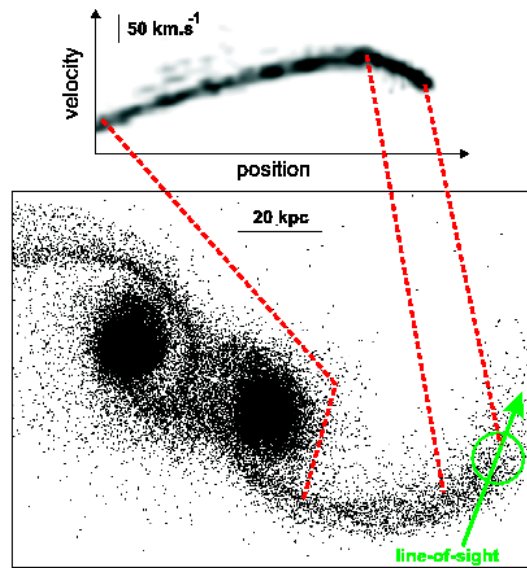 50 km.s-1
velocity
position
20 kpc
line-of-sight